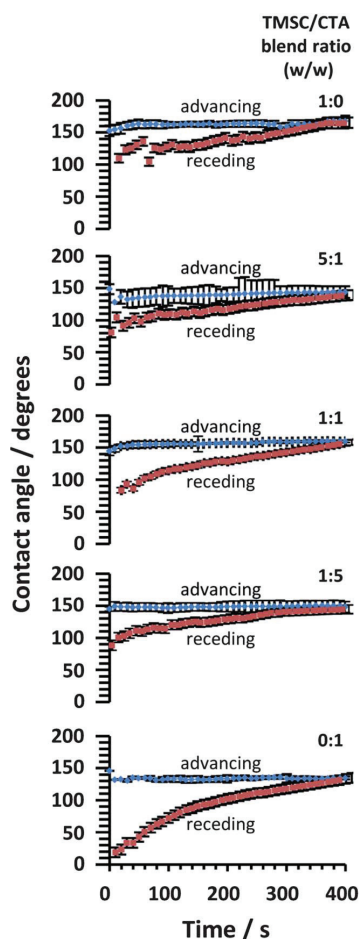 TMSC/CTA
blend ratio
(w/w)
200
150
100
50
0
advancing
1:0
receding
200
150
100
50
0
advancing
5:1
receding
200
150
100
50
0
advancing
1:1
receding
200
150
100
50
0
advancing
1:5
receding
200
150
100
50
0
advancing
0:1
receding
0 200 400
Contact angle / degrees
Time / s